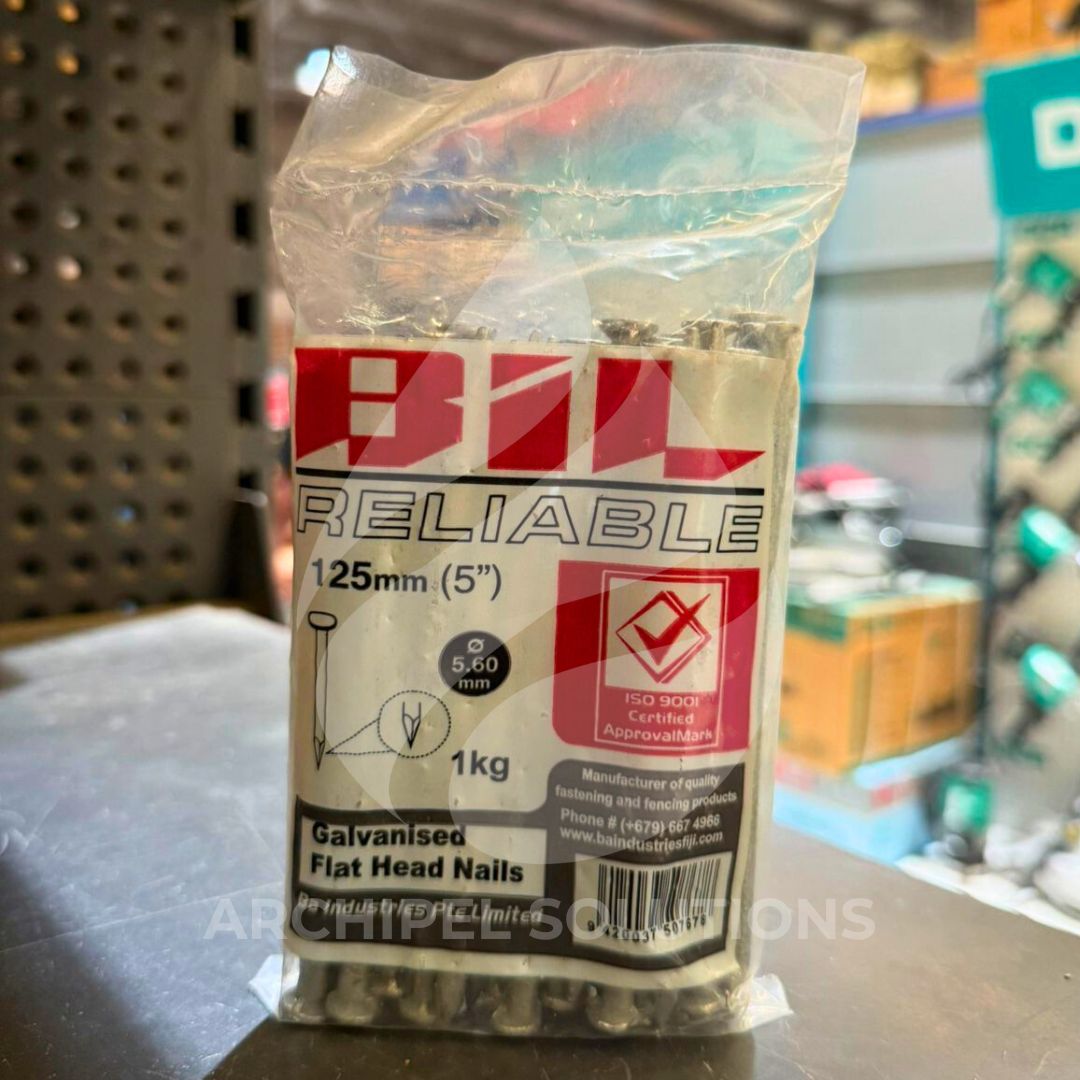 BIL
RELIABLE
125mm (5")
Ø
5.60
mm
1kg
ISO 9001
Certified
ApprovalMark
Manufacturer of quality
fastening and fencing products
Phone # (+679) 667 4986
www.baindustriesfiji.com
Galvanised
Flat Head Nails
Ba Industries Pte Limited
ARCHIPEL SOLUTIONS